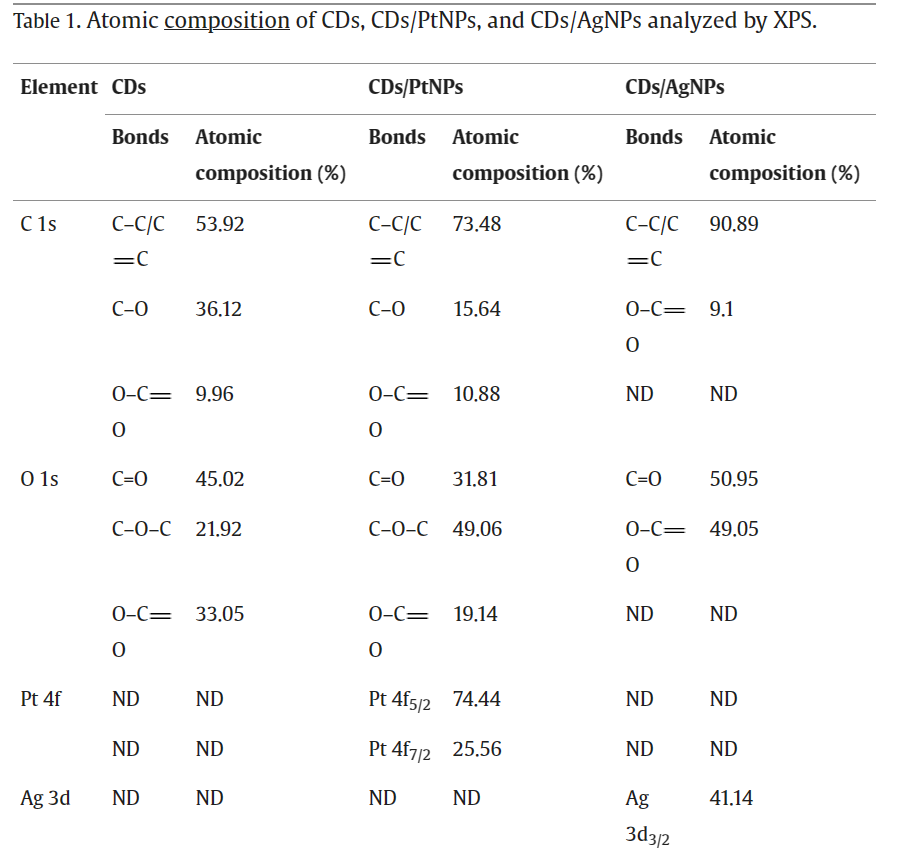 Table 1. Atomic composition of CDs, CDs/PtNPs, and CDs/AgNPs analyzed by XPS.
Element CDs CDs/PtNPs CDs/AgNPs
Bonds Atomic Bonds Atomic Bonds Atomic
composition (%) composition (%) composition (%)
C 1s C–C/C 53.92 C–C/C 73.48 C–C/C 90.89
═C ═C ═C
C–O 36.12 C–O 15.64 O–C═ 9.1
O
O–C═ 9.96 O–C═ 10.88 ND ND
O O
O 1s C=O 45.02 C=O 31.81 C=O 50.95
C–O–C 21.92 C–O–C 49.06 O–C═ 49.05
O
O–C═ 33.05 O–C═ 19.14 ND ND
O O
Pt 4f ND ND Pt 4f5/2 74.44 ND ND
ND ND Pt 4f7/2 25.56 ND ND
Ag 3d ND ND ND ND Ag 41.14
3d3/2